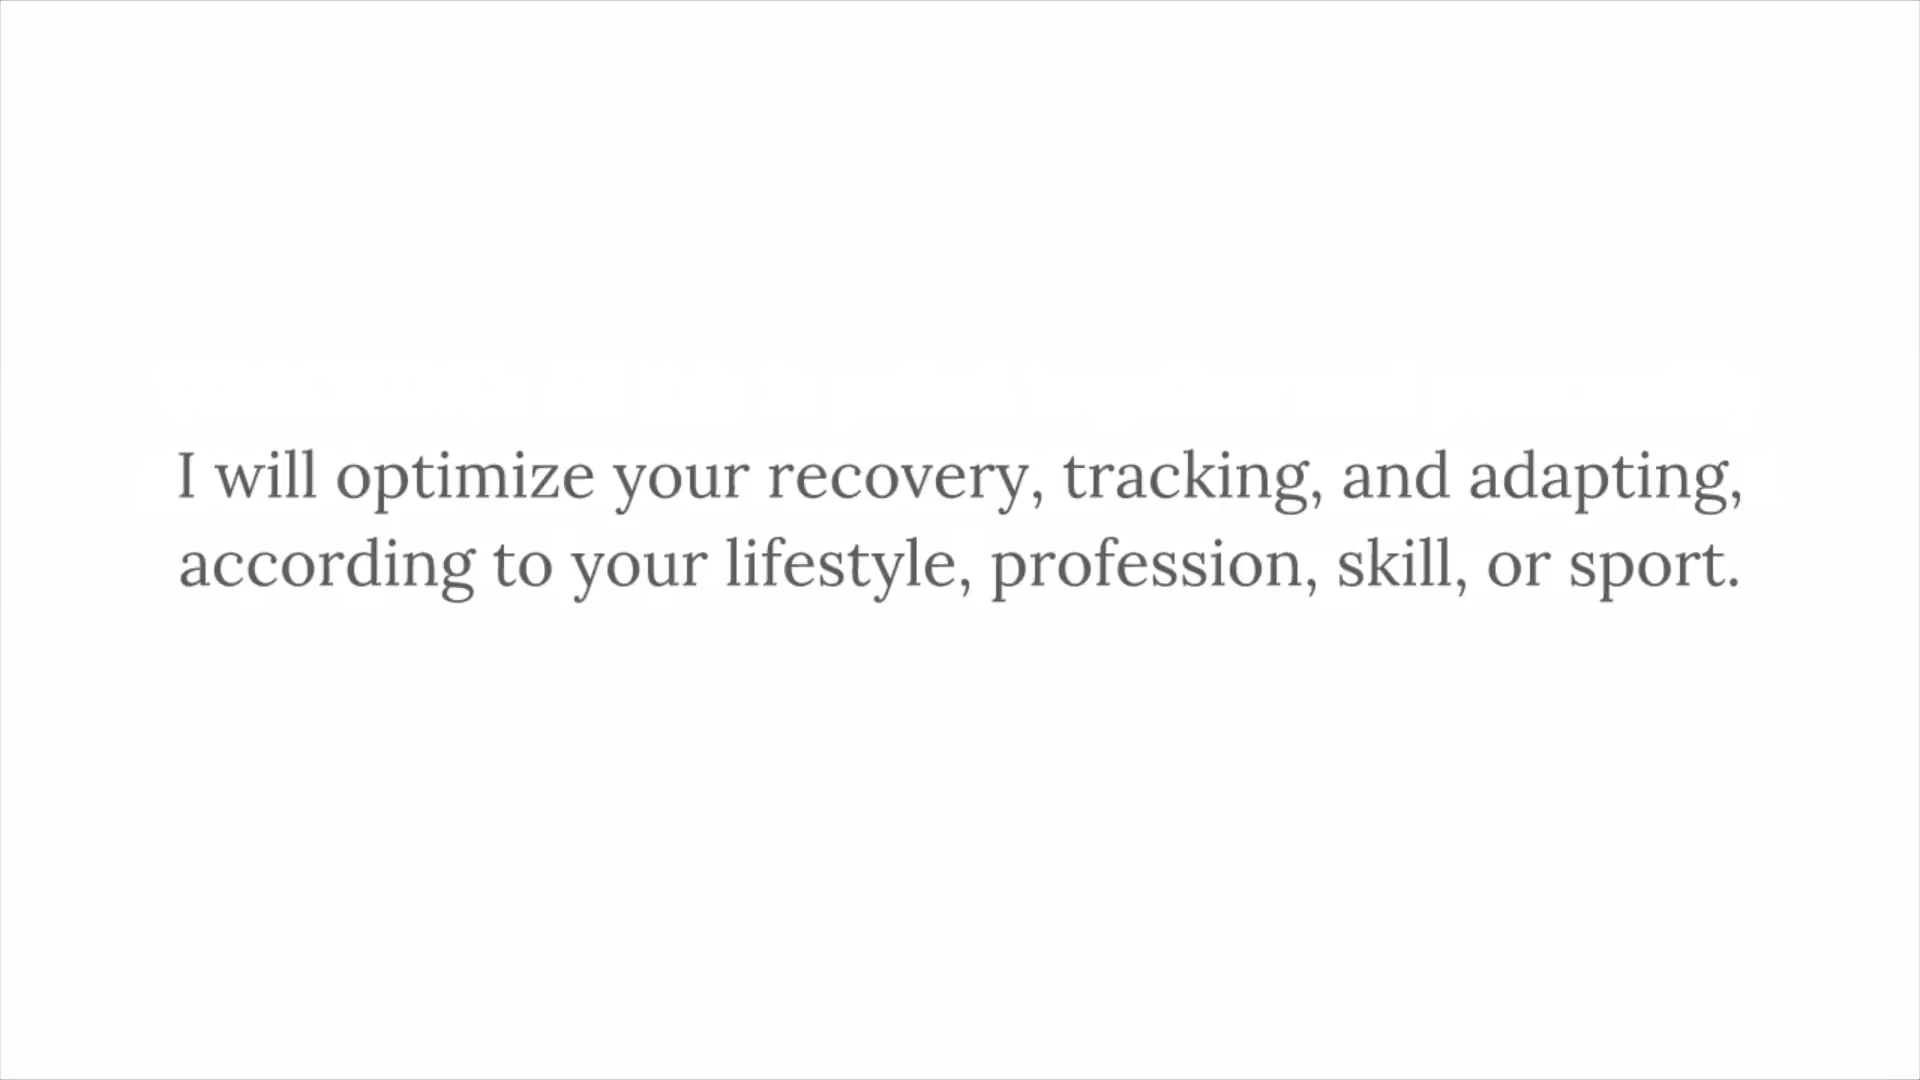 I will optimize your recovery, tracking, and adapting,
according to your lifestyle, profession, skill, or sport.